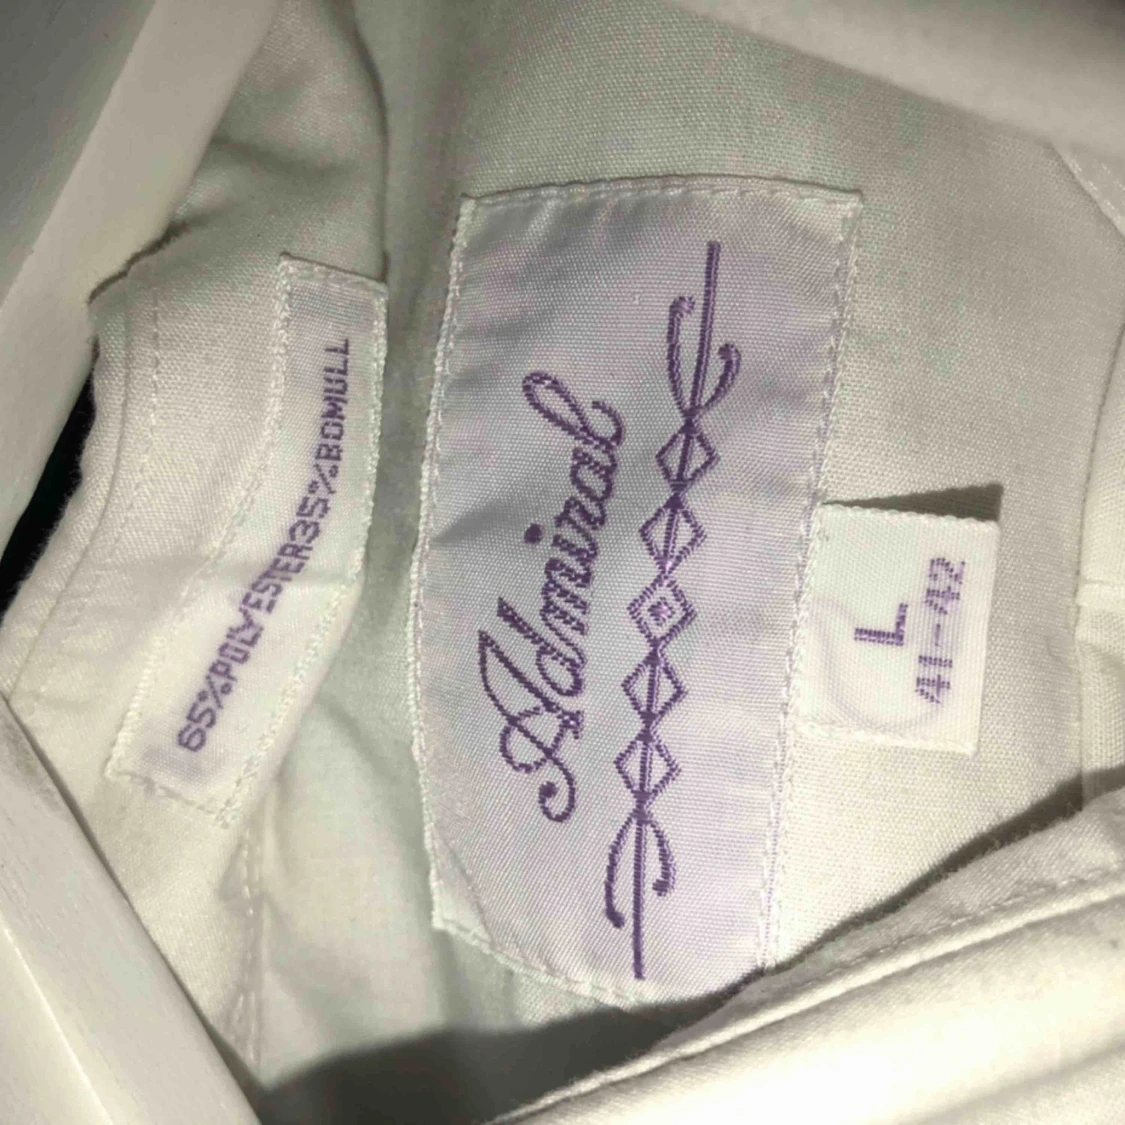 65%POLYESTER35%BOMULL
Admiral
L
41-42